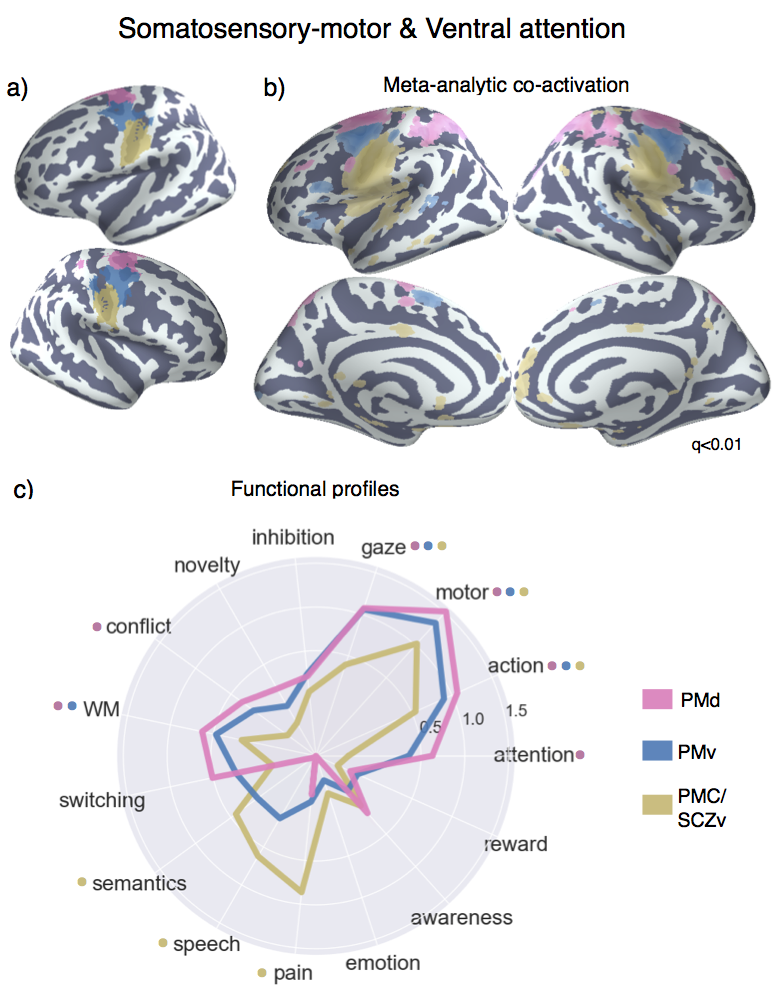 Somatosensory-motor & Ventral attention
a)
b)
Meta-analytic co-activation
q<0.01
c)
Functional profiles
inhibition
gaze
novelty
motor
conflict
action
WM
0.5
1.0
1.5
attention
switching
reward
semantics
awareness
speech
emotion
pain
PMd
PMv
PMC/
SCZv